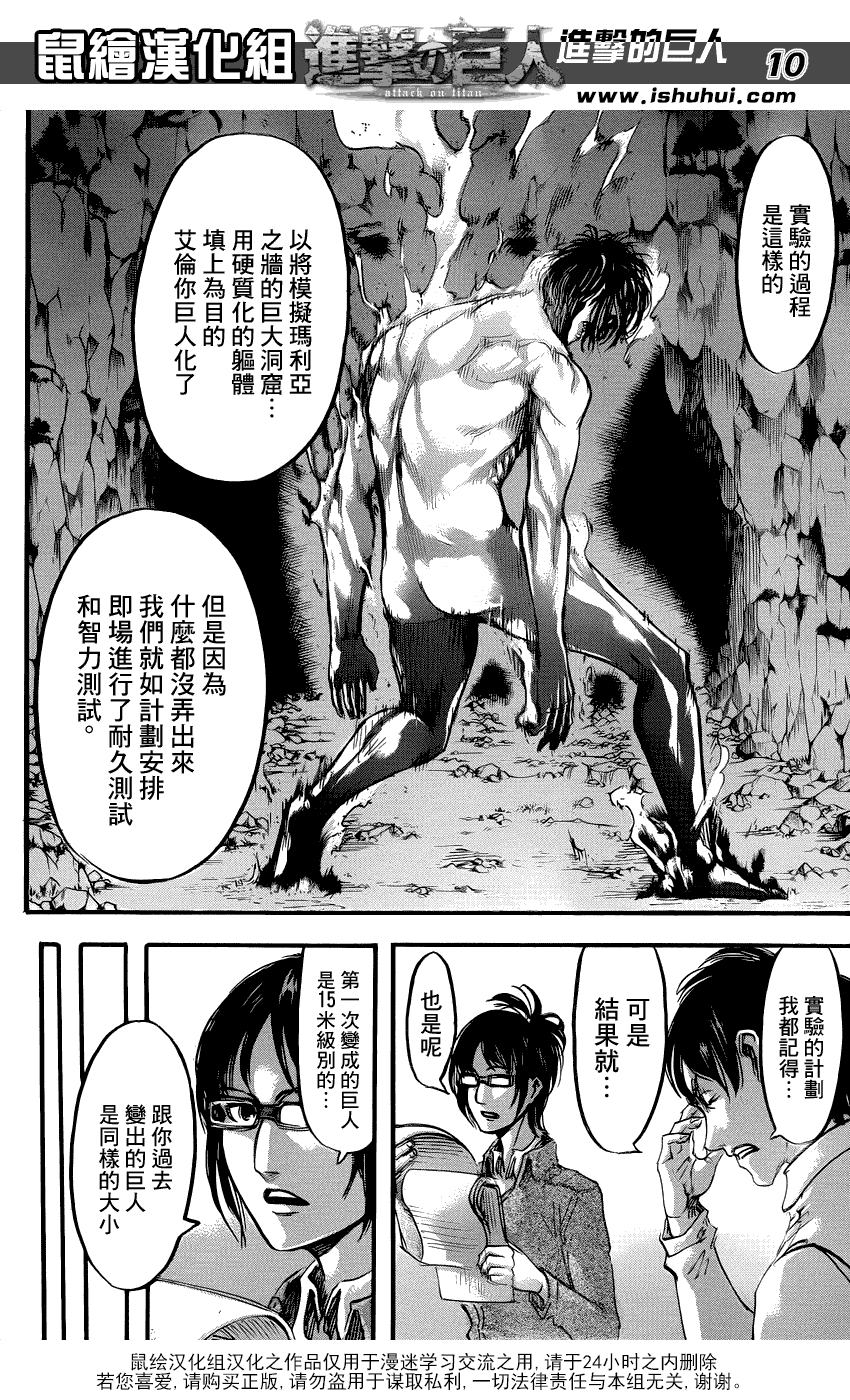 鼠繪漢化組
進撃の巨人
attack on titan
進擊的巨人
www.ishuhui.com
10
實驗的過程
是這樣的
以將模擬瑪利亞
之牆的巨大洞窟…
用硬質化的軀體
填上為目的
艾倫你巨人化了
但是因為
什麼都沒弄出來
我們就如計劃安排
即場進行了耐久測試
和智力測試。
實驗的計劃
我都記得…
可是
結果就…
也是呢
第一次變成的巨人
是15米級別的…
跟你過去
變出的巨人
是同樣的大小
鼠绘汉化组汉化之作品仅用于漫迷学习交流之用, 请于24小时之内删除
若您喜爱, 请购买正版, 请勿盗用于谋取私利, 一切法律责任与本组无关, 谢谢。